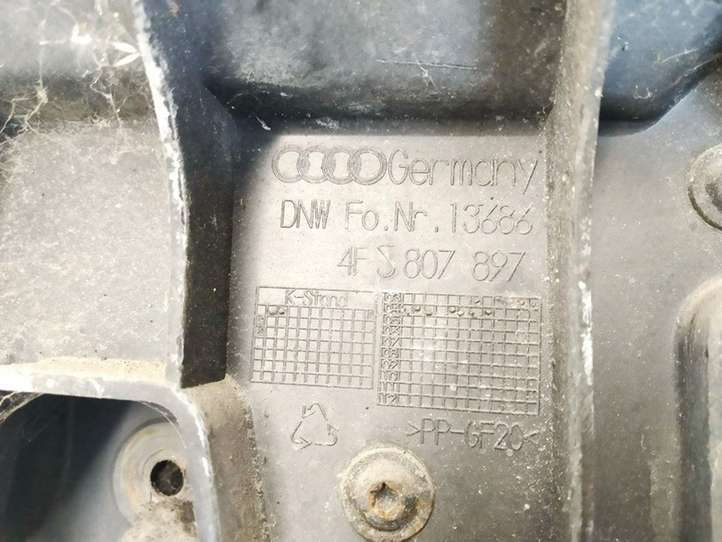 Germany
DNW Fo.Nr. 13686
4F S 807 897
K-Stand
>PP-GF20<